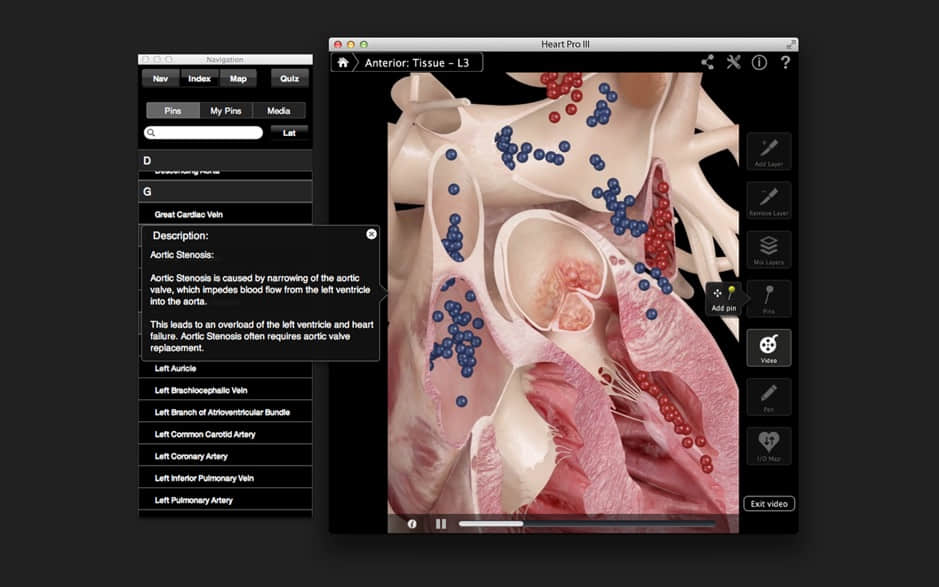 Navigation
Nav Index Map Quiz
Pins My Pins Media
Lat
D
Descending Aorta
G
Great Cardiac Vein
Description:
Aortic Stenosis:
Aortic Stenosis is caused by narrowing of the aortic
valve, which impedes blood flow from the left ventricle
into the aorta.
This leads to an overload of the left ventricle and heart
failure. Aortic Stenosis often requires aortic valve
replacement.
Left Auricle
Left Brachiocephalic Vein
Left Branch of Atrioventricular Bundle
Left Common Carotid Artery
Left Coronary Artery
Left Inferior Pulmonary Vein
Left Pulmonary Artery
Heart Pro III
Anterior: Tissue – L3
Add Layer
Remove Layer
Mix Layers
Add pin
Pins
Video
Pen
I/O Map
Exit video